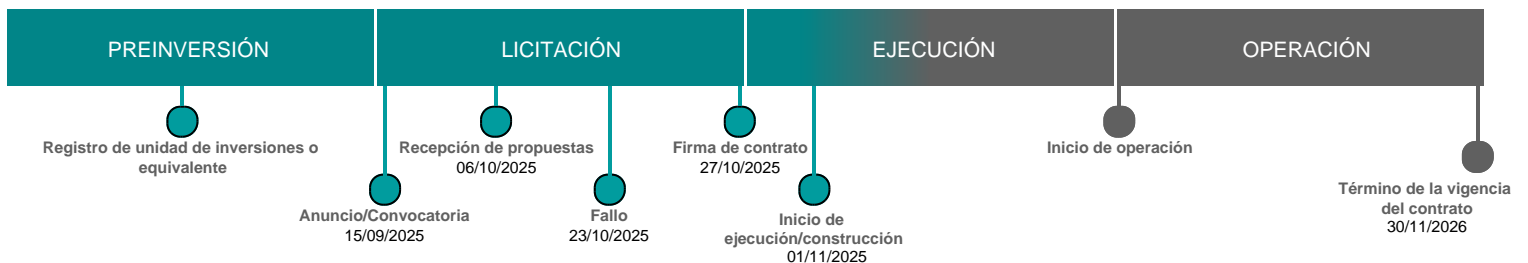 PREINVERSIÓN
LICITACIÓN
EJECUCIÓN
OPERACIÓN
Registro de unidad de inversiones o
equivalente
Anuncio/Convocatoria
15/09/2025
Recepción de propuestas
06/10/2025
Fallo
23/10/2025
Firma de contrato
27/10/2025
Inicio de
ejecución/construcción
01/11/2025
Inicio de operación
Término de la vigencia
del contrato
30/11/2026